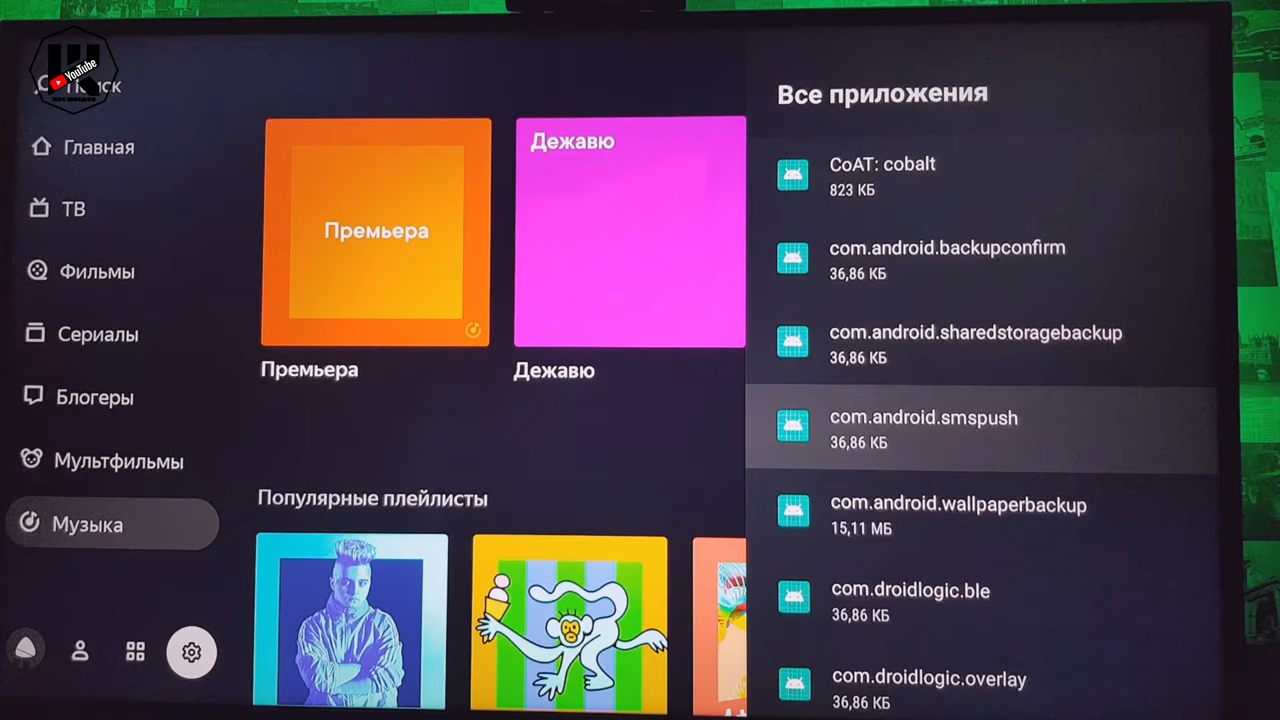 YouTube
Поиск
Главная
ТВ
Фильмы
Сериалы
Блогеры
Мультфильмы
Музыка
Премьера
Премьера
Дежавю
Дежавю
Популярные плейлисты
Все приложения
CoAT: cobalt
823 КБ
com.android.backupconfirm
36,86 КБ
com.android.sharedstoragebackup
36,86 КБ
com.android.smspush
36,86 КБ
com.android.wallpaperbackup
15,11 МБ
com.droidlogic.ble
36,86 КБ
com.droidlogic.overlay
36,86 КБ